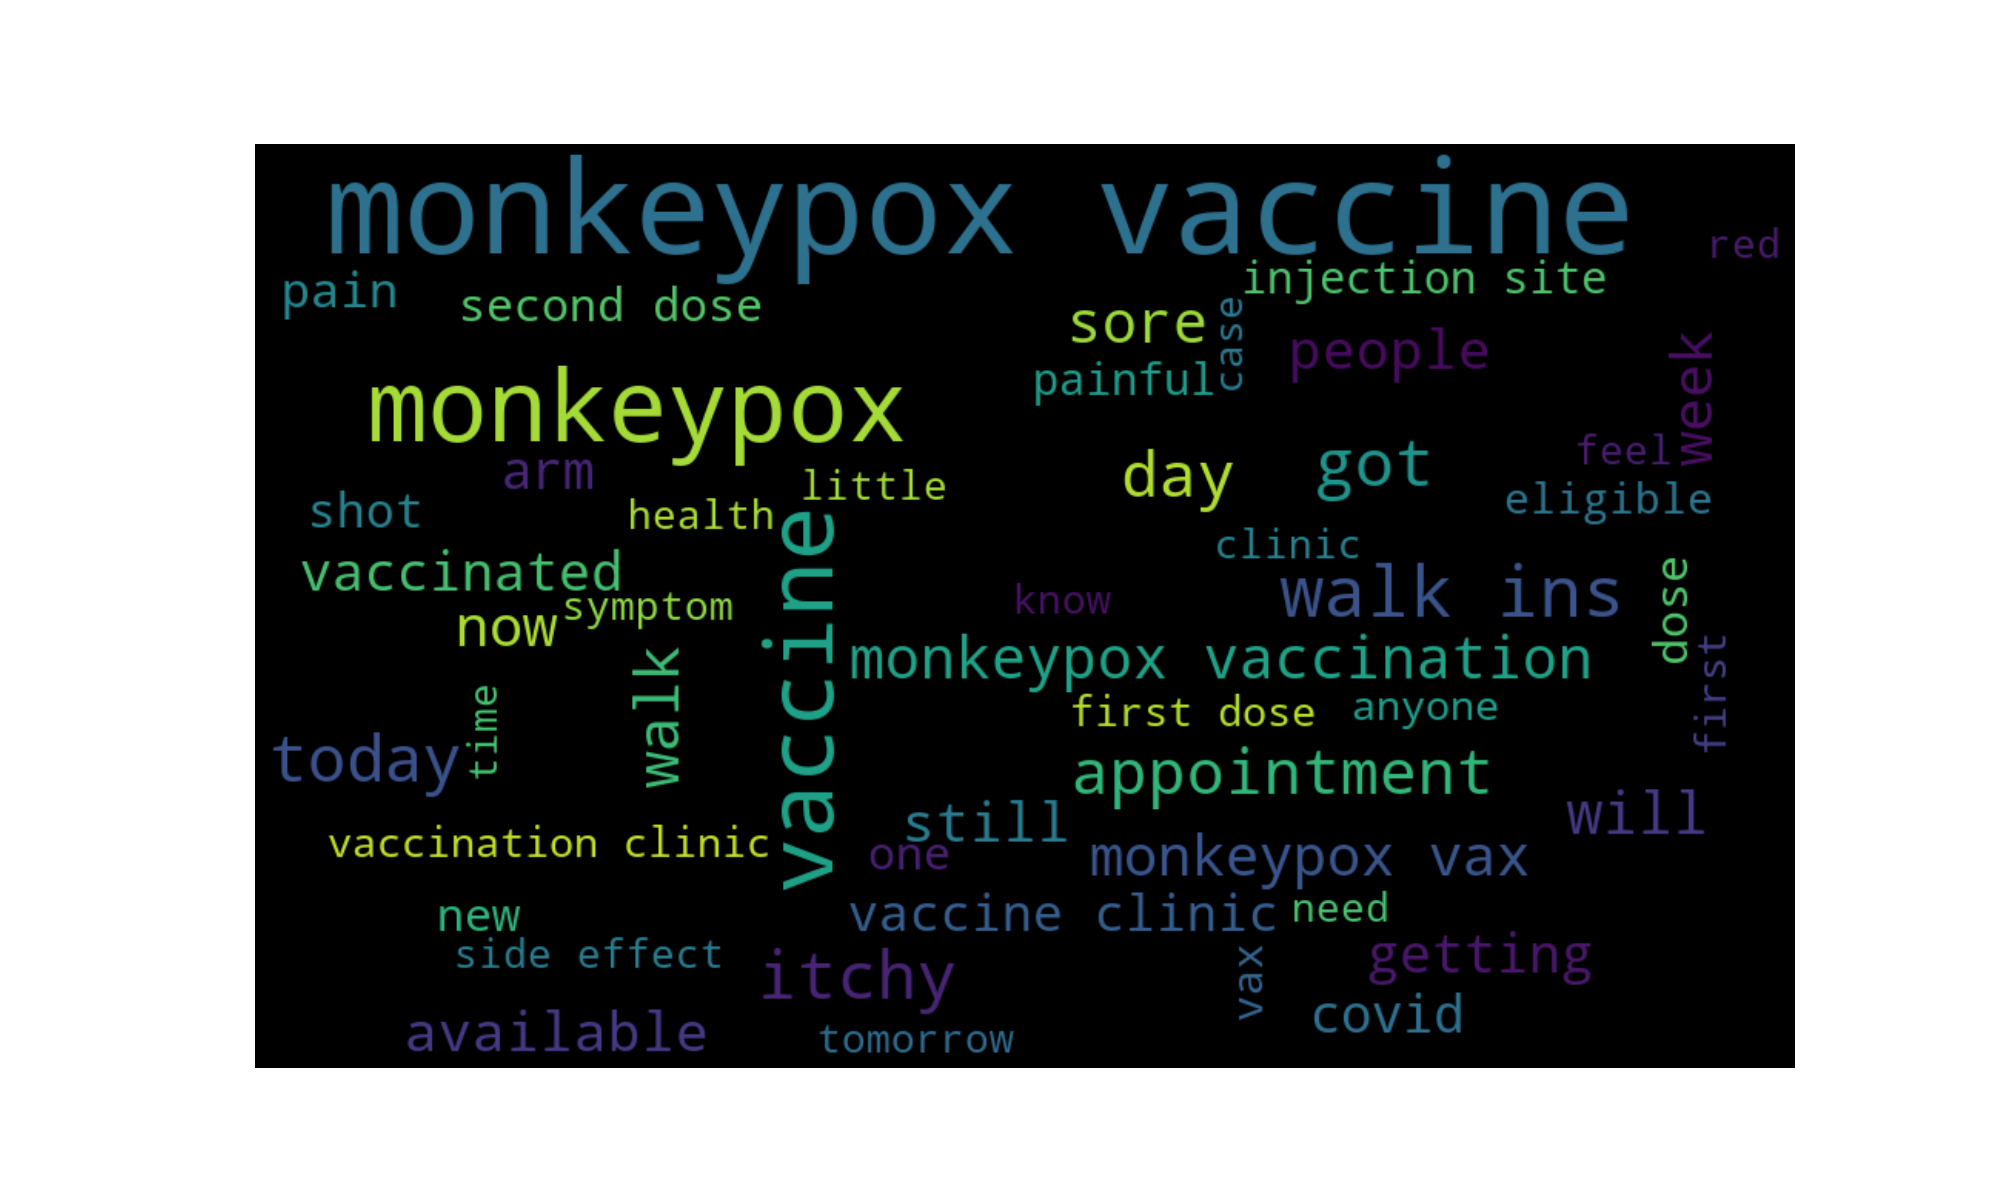 monkeypox vaccine
red
pain
second dose
injection site
sore
case
people
week
painful
monkeypox
arm
little
day
got
feel
shot
health
eligible
vaccine
clinic
vaccinated
symptom
know
walk ins
dose
now
walk
monkeypox vaccination
first
time
first dose
anyone
today
appointment
still
will
vaccination clinic
one
monkeypox vax
new
vaccine clinic
need
side effect
itchy
vax
getting
available
tomorrow
covid